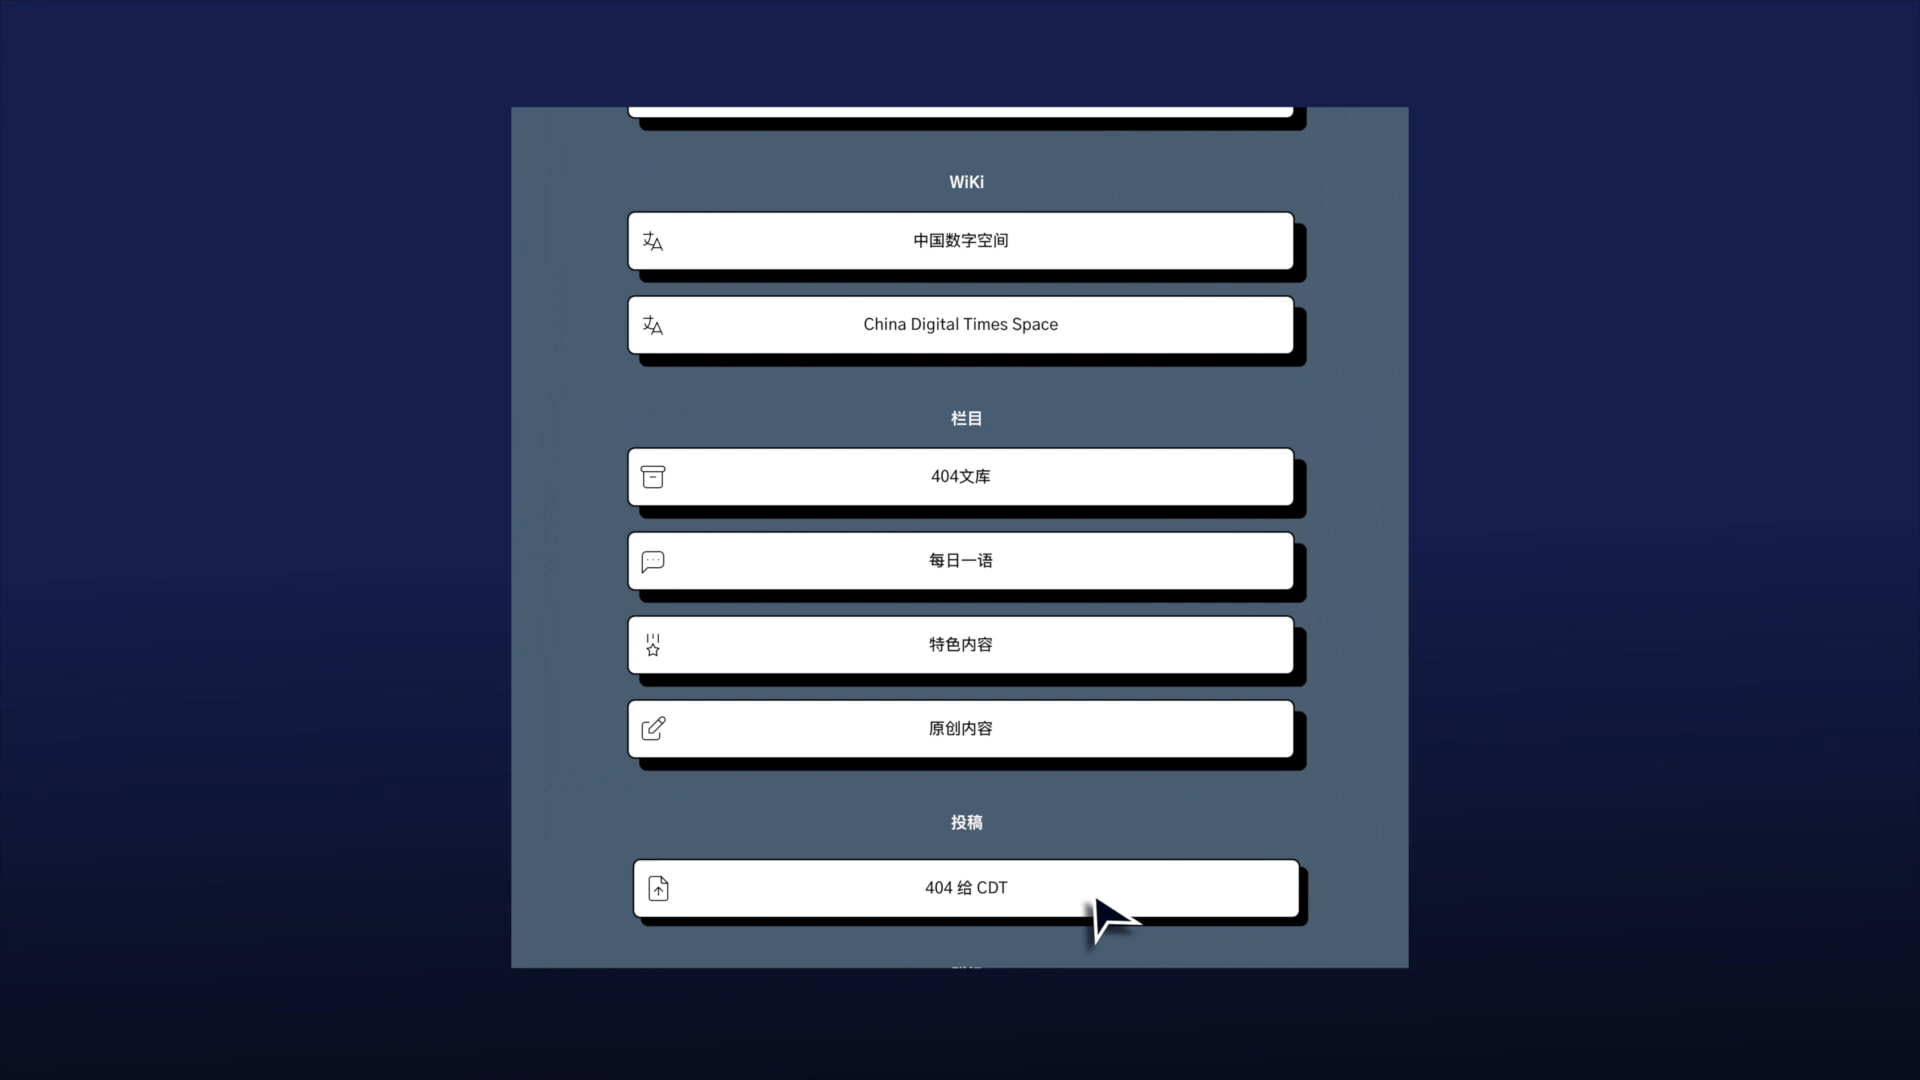 WiKi
中国数字空间
China Digital Times Space
栏目
404文库
每日一语
特色内容
原创内容
投稿
404 给 CDT